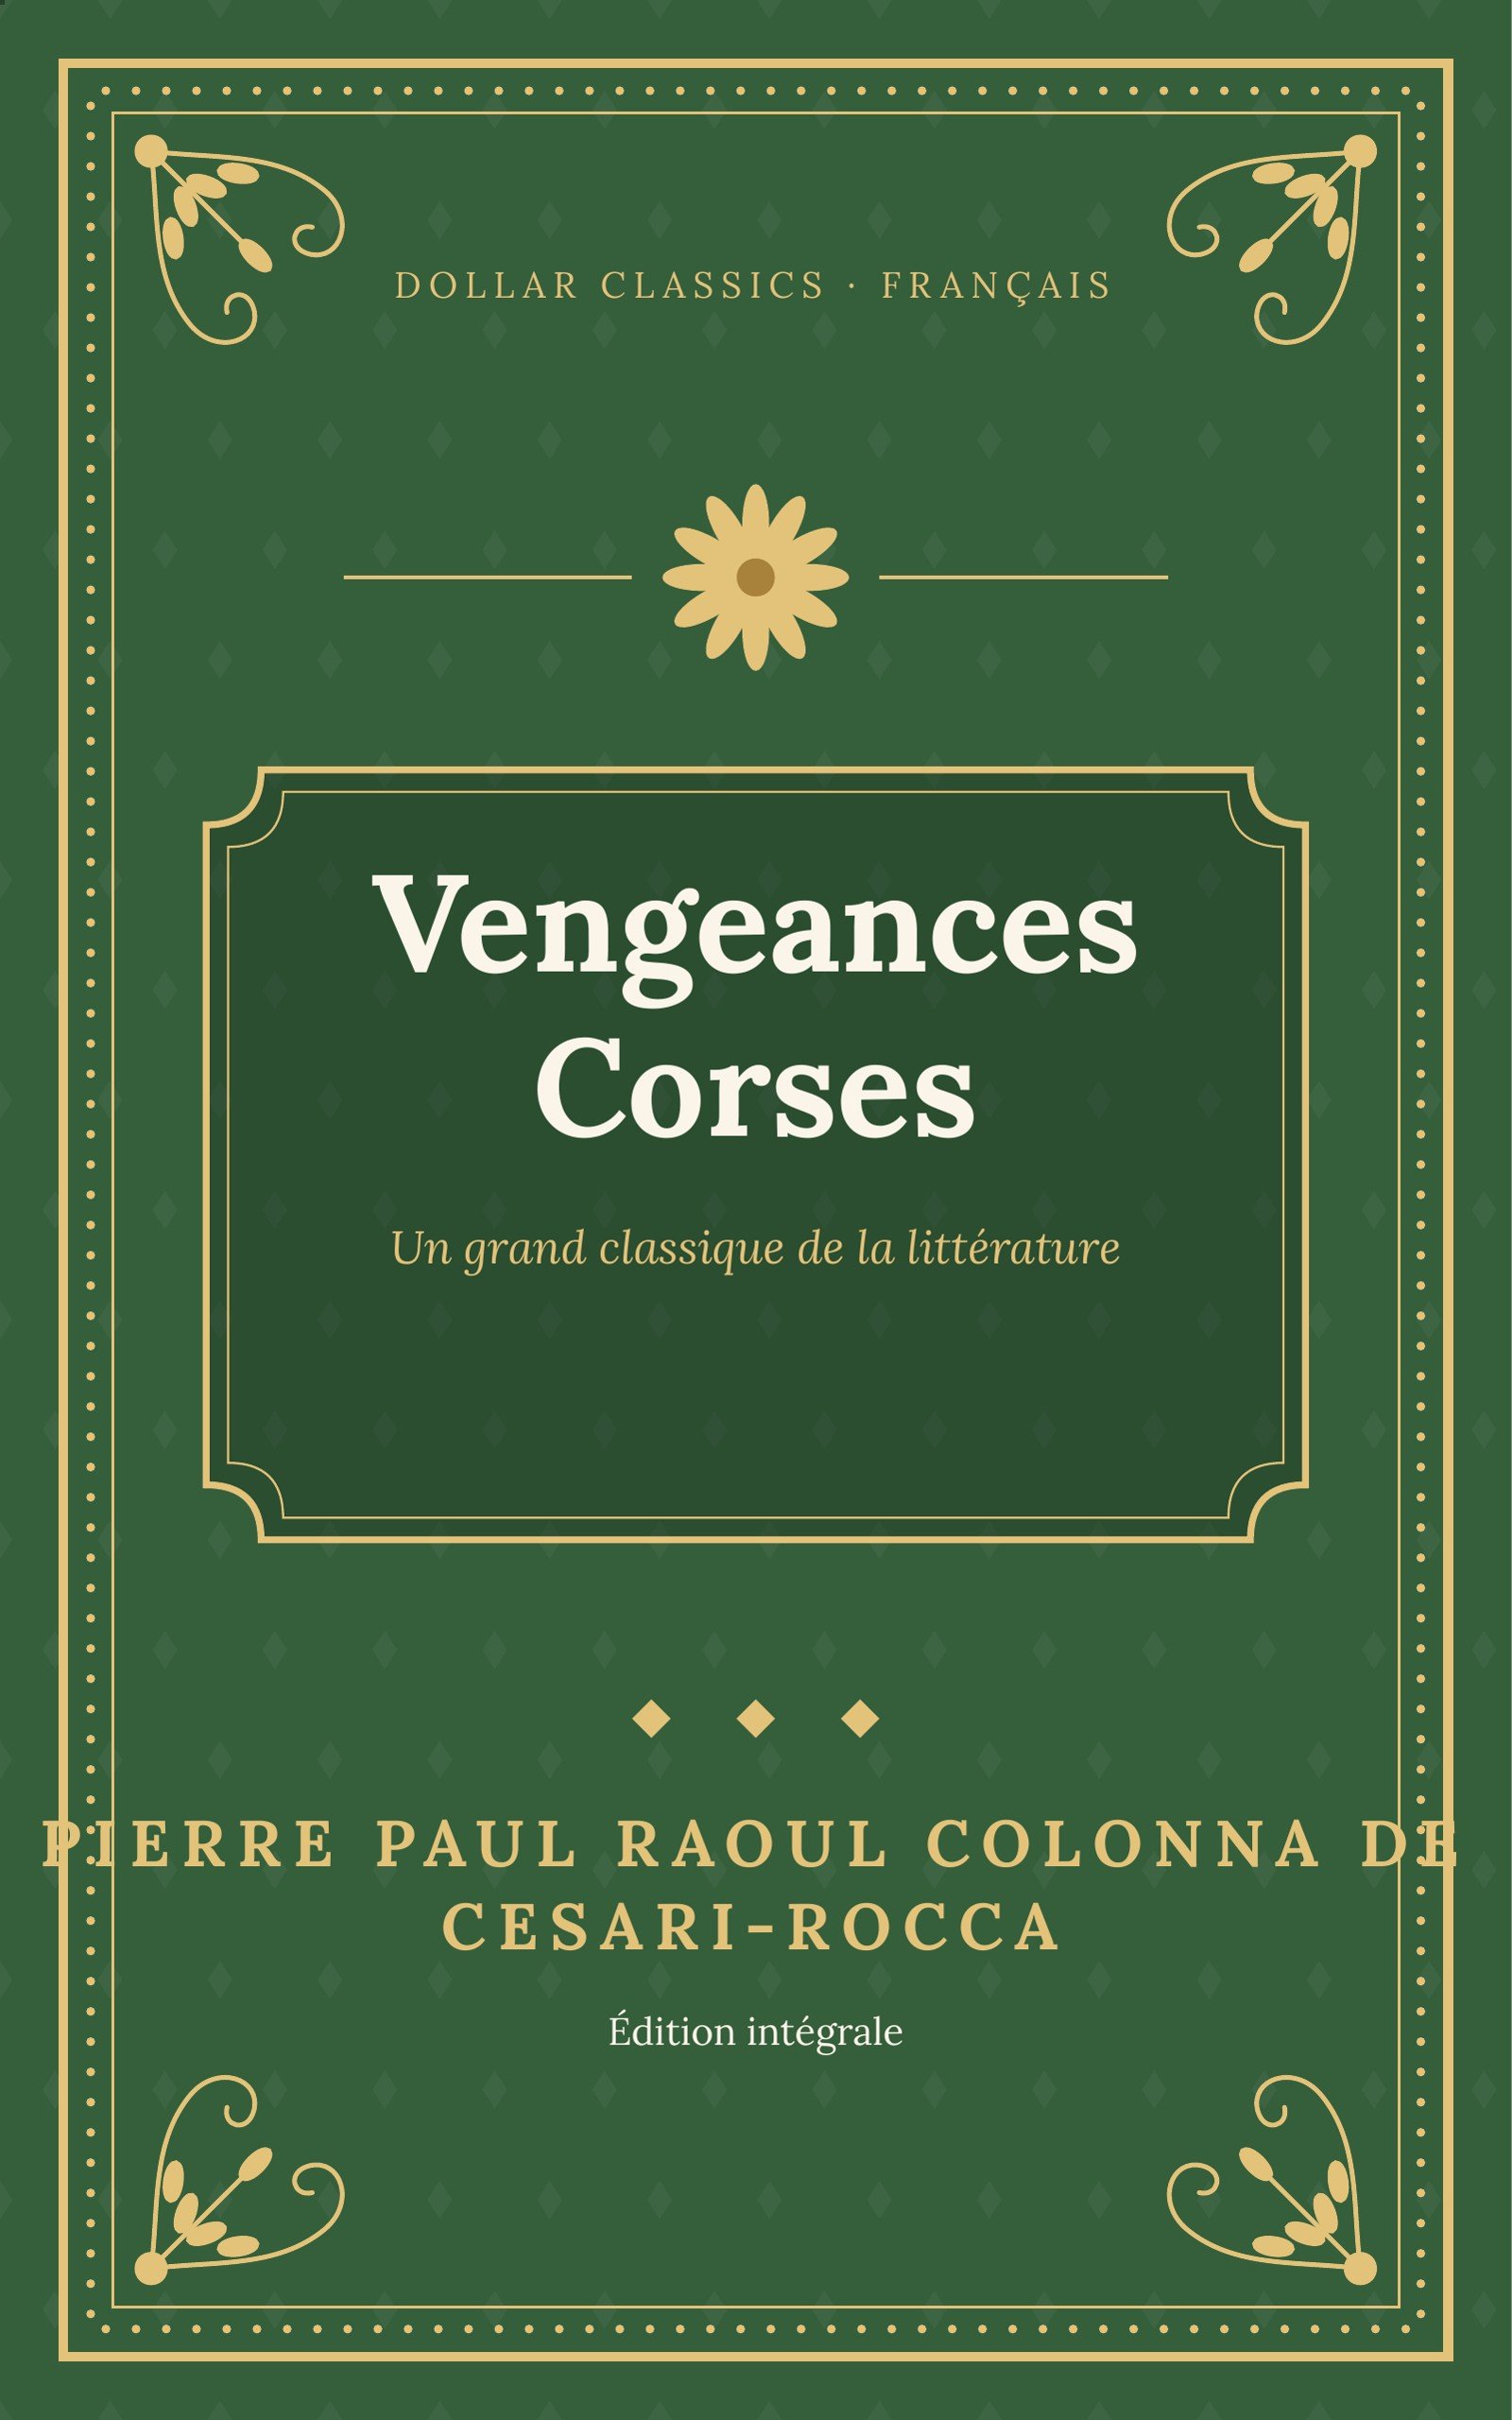 DOLLAR CLASSICS · FRANÇAIS
Vengeances
Corses
Un grand classique de la littérature
PIERRE PAUL RAOUL COLONNA DE
CESARI-ROCCA
Édition intégrale